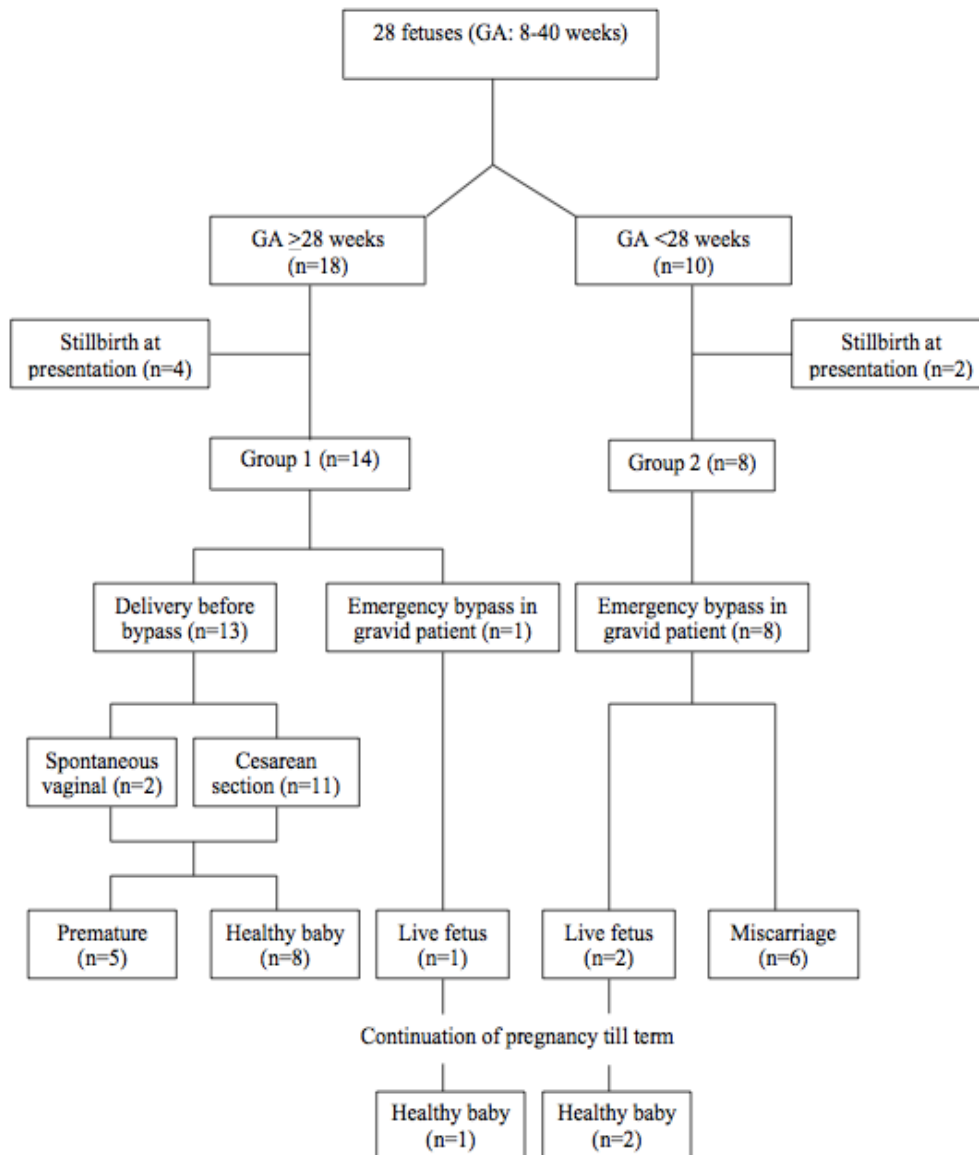 28 fetuses (GA: 8-40 weeks)
GA ≥28 weeks
(n=18)
GA <28 weeks
(n=10)
Stillbirth at
presentation (n=4)
Stillbirth at
presentation (n=2)
Group 1 (n=14)
Group 2 (n=8)
Delivery before
bypass (n=13)
Emergency bypass in
gravid patient (n=1)
Emergency bypass in
gravid patient (n=8)
Spontaneous
vaginal (n=2)
Cesarean
section (n=11)
Premature
(n=5)
Healthy baby
(n=8)
Live fetus
(n=1)
Live fetus
(n=2)
Miscarriage
(n=6)
Continuation of pregnancy till term
Healthy baby
(n=1)
Healthy baby
(n=2)